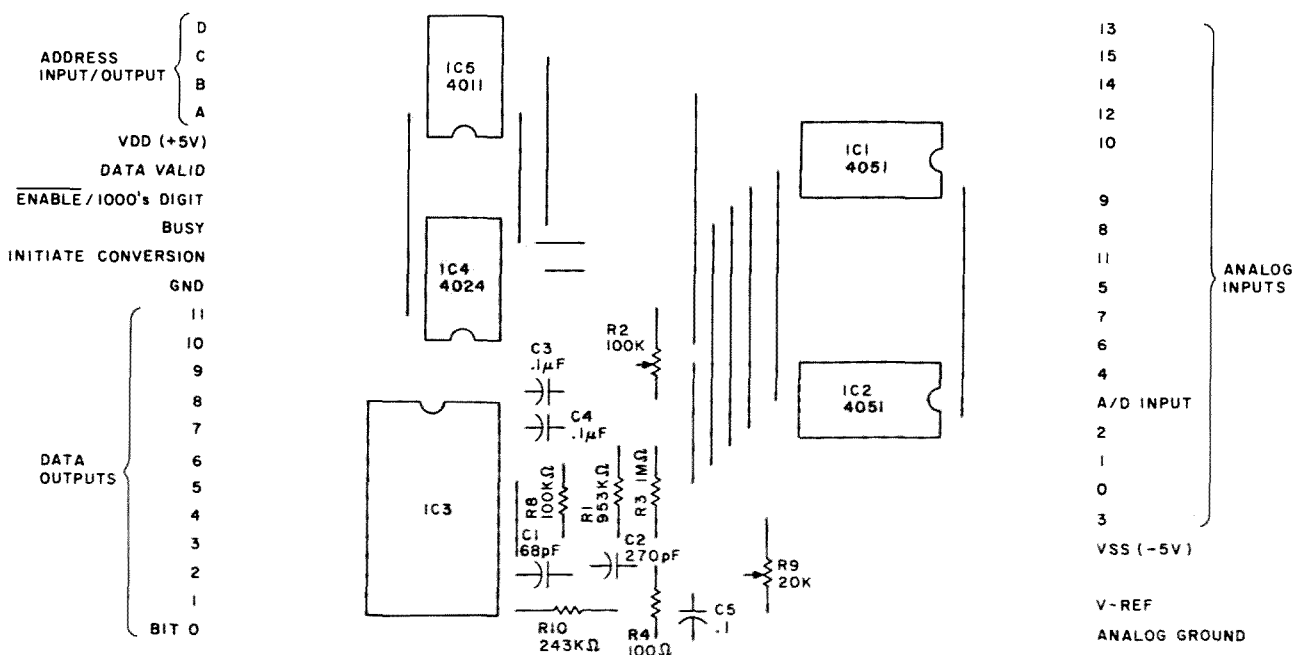 ADDRESS
INPUT/OUTPUT
D
C
B
A
VDD (+5V)
DATA VALID
ENABLE/1000's DIGIT
BUSY
INITIATE CONVERSION
GND
DATA
OUTPUTS
11
10
9
8
7
6
5
4
3
2
1
BIT 0
IC5
4011
IC4
4024
IC3
C3
.1µF
C4
.1µF
R2
100K
R8
100KΩ
R1
953KΩ
R3 1MΩ
C1
68pF
C2
270pF
R10
243KΩ
R4
100Ω
C5
.1
R9
20K
IC1
4051
IC2
4051
13
15
14
12
10
9
8
11
5
7
6
4
A/D INPUT
2
1
0
3
VSS (-5V)
V-REF
ANALOG GROUND
ANALOG
INPUTS